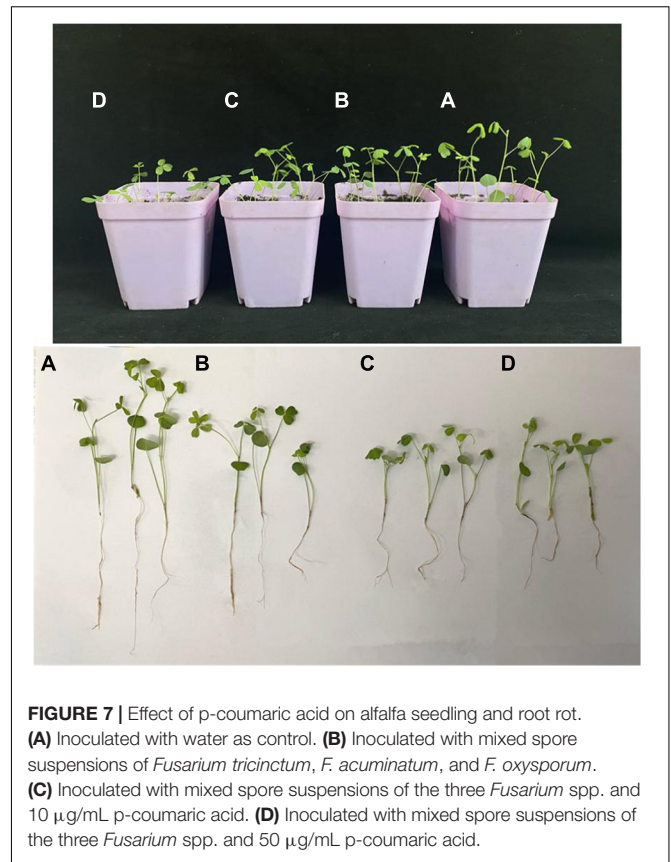 D C B A
A B C D
FIGURE 7 | Effect of p-coumaric acid on alfalfa seedling and root rot.
(A) Inoculated with water as control. (B) Inoculated with mixed spore
suspensions of Fusarium tricinctum, F. acuminatum, and F. oxysporum.
(C) Inoculated with mixed spore suspensions of the three Fusarium spp. and
10 μg/mL p-coumaric acid. (D) Inoculated with mixed spore suspensions of
the three Fusarium spp. and 50 μg/mL p-coumaric acid.